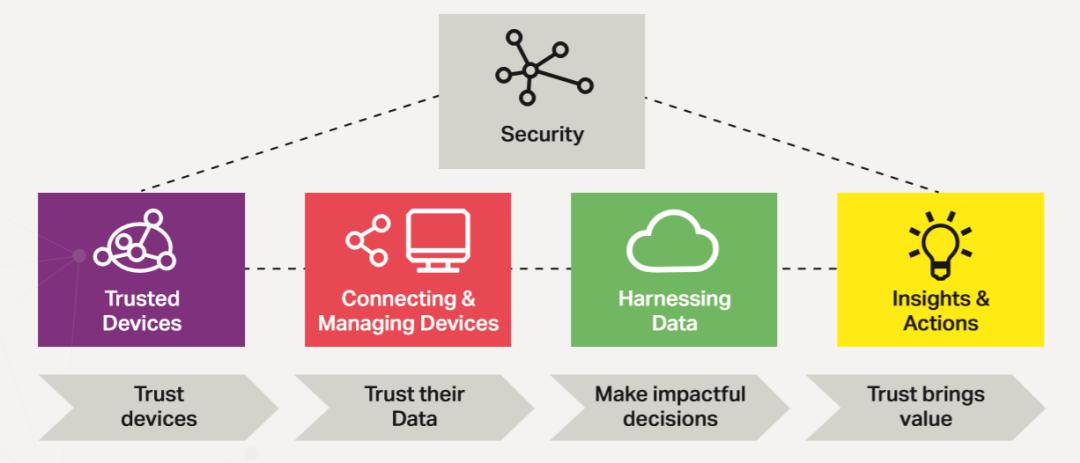 Security
Trusted
Devices
Connecting &
Managing Devices
Harnessing
Data
Insights &
Actions
Trust
devices
Trust their
Data
Make impactful
decisions
Trust brings
value